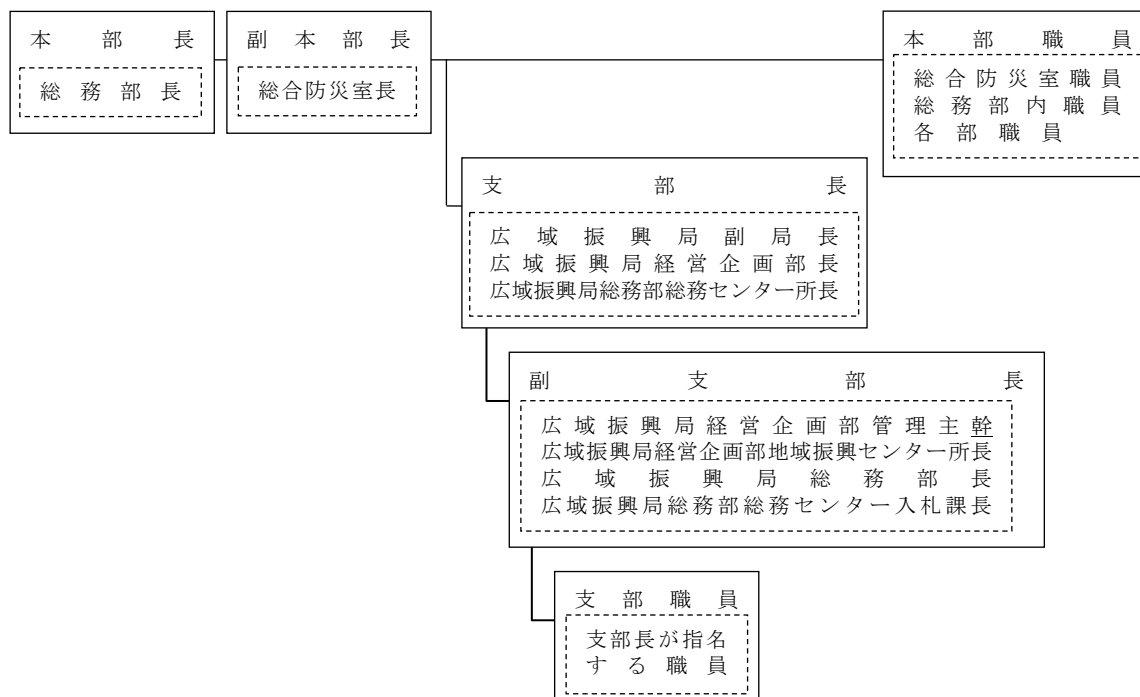 本部長
総務部長
副本部長
総合防災室長
本部職員
総合防災室職員
総務部内職員
各部職員
支部長
広域振興局副局長
広域振興局経営企画部長
広域振興局総務部総務センター所長
副支部長
広域振興局経営企画部管理主幹
広域振興局経営企画部地域振興センター所長
広域振興局総務部長
広域振興局総務部総務センター入札課長
支部職員
支部長が指名
する職員